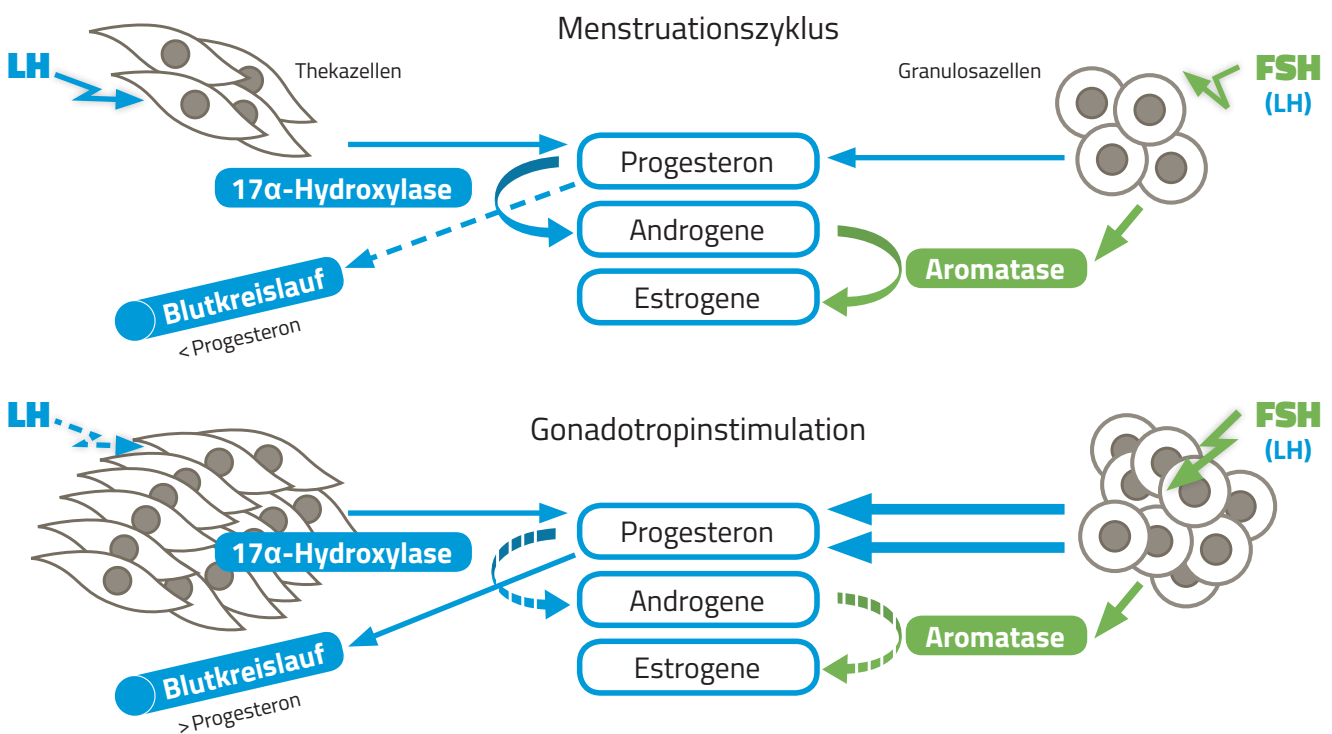 Menstruationszyklus
LH
Thekazellen
Granulosazellen
FSH
(LH)
17α-Hydroxylase
Progesteron
Androgene
Estrogene
Aromatase
Blutkreislauf
< Progesteron
Gonadotropinstimulation
LH
FSH
(LH)
17α-Hydroxylase
Progesteron
Androgene
Estrogene
Aromatase
Blutkreislauf
> Progesteron